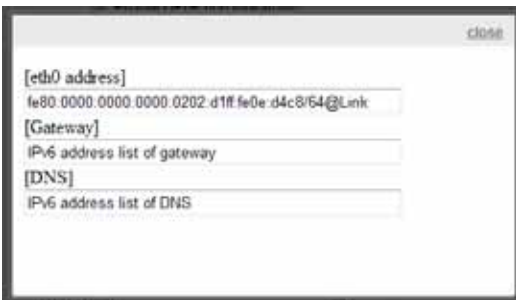 close
[eth0 address]
fe80:0000:0000:0000:0202:d1ff:fe0e:d4c8/64@Link
[Gateway]
IPv6 address list of gateway
[DNS]
IPv6 address list of DNS